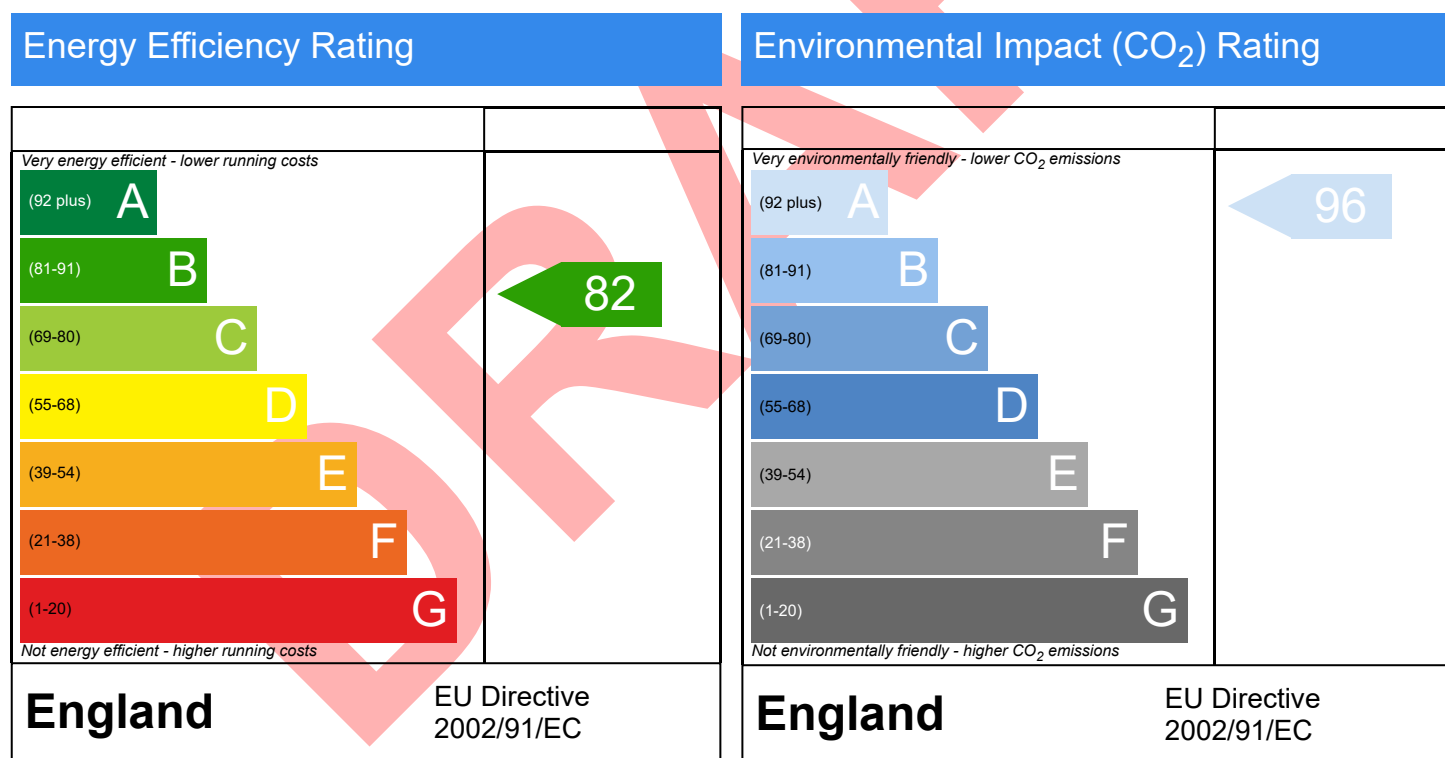 Energy Efficiency Rating
Very energy efficient - lower running costs
(92 plus) A
(81-91) B
(69-80) C
(55-68) D
(39-54) E
(21-38) F
(1-20) G
82
Not energy efficient - higher running costs
England
EU Directive
2002/91/EC
Environmental Impact (CO2) Rating
Very environmentally friendly - lower CO2 emissions
(92 plus) A
(81-91) B
(69-80) C
(55-68) D
(39-54) E
(21-38) F
(1-20) G
96
Not environmentally friendly - higher CO2 emissions
England
EU Directive
2002/91/EC